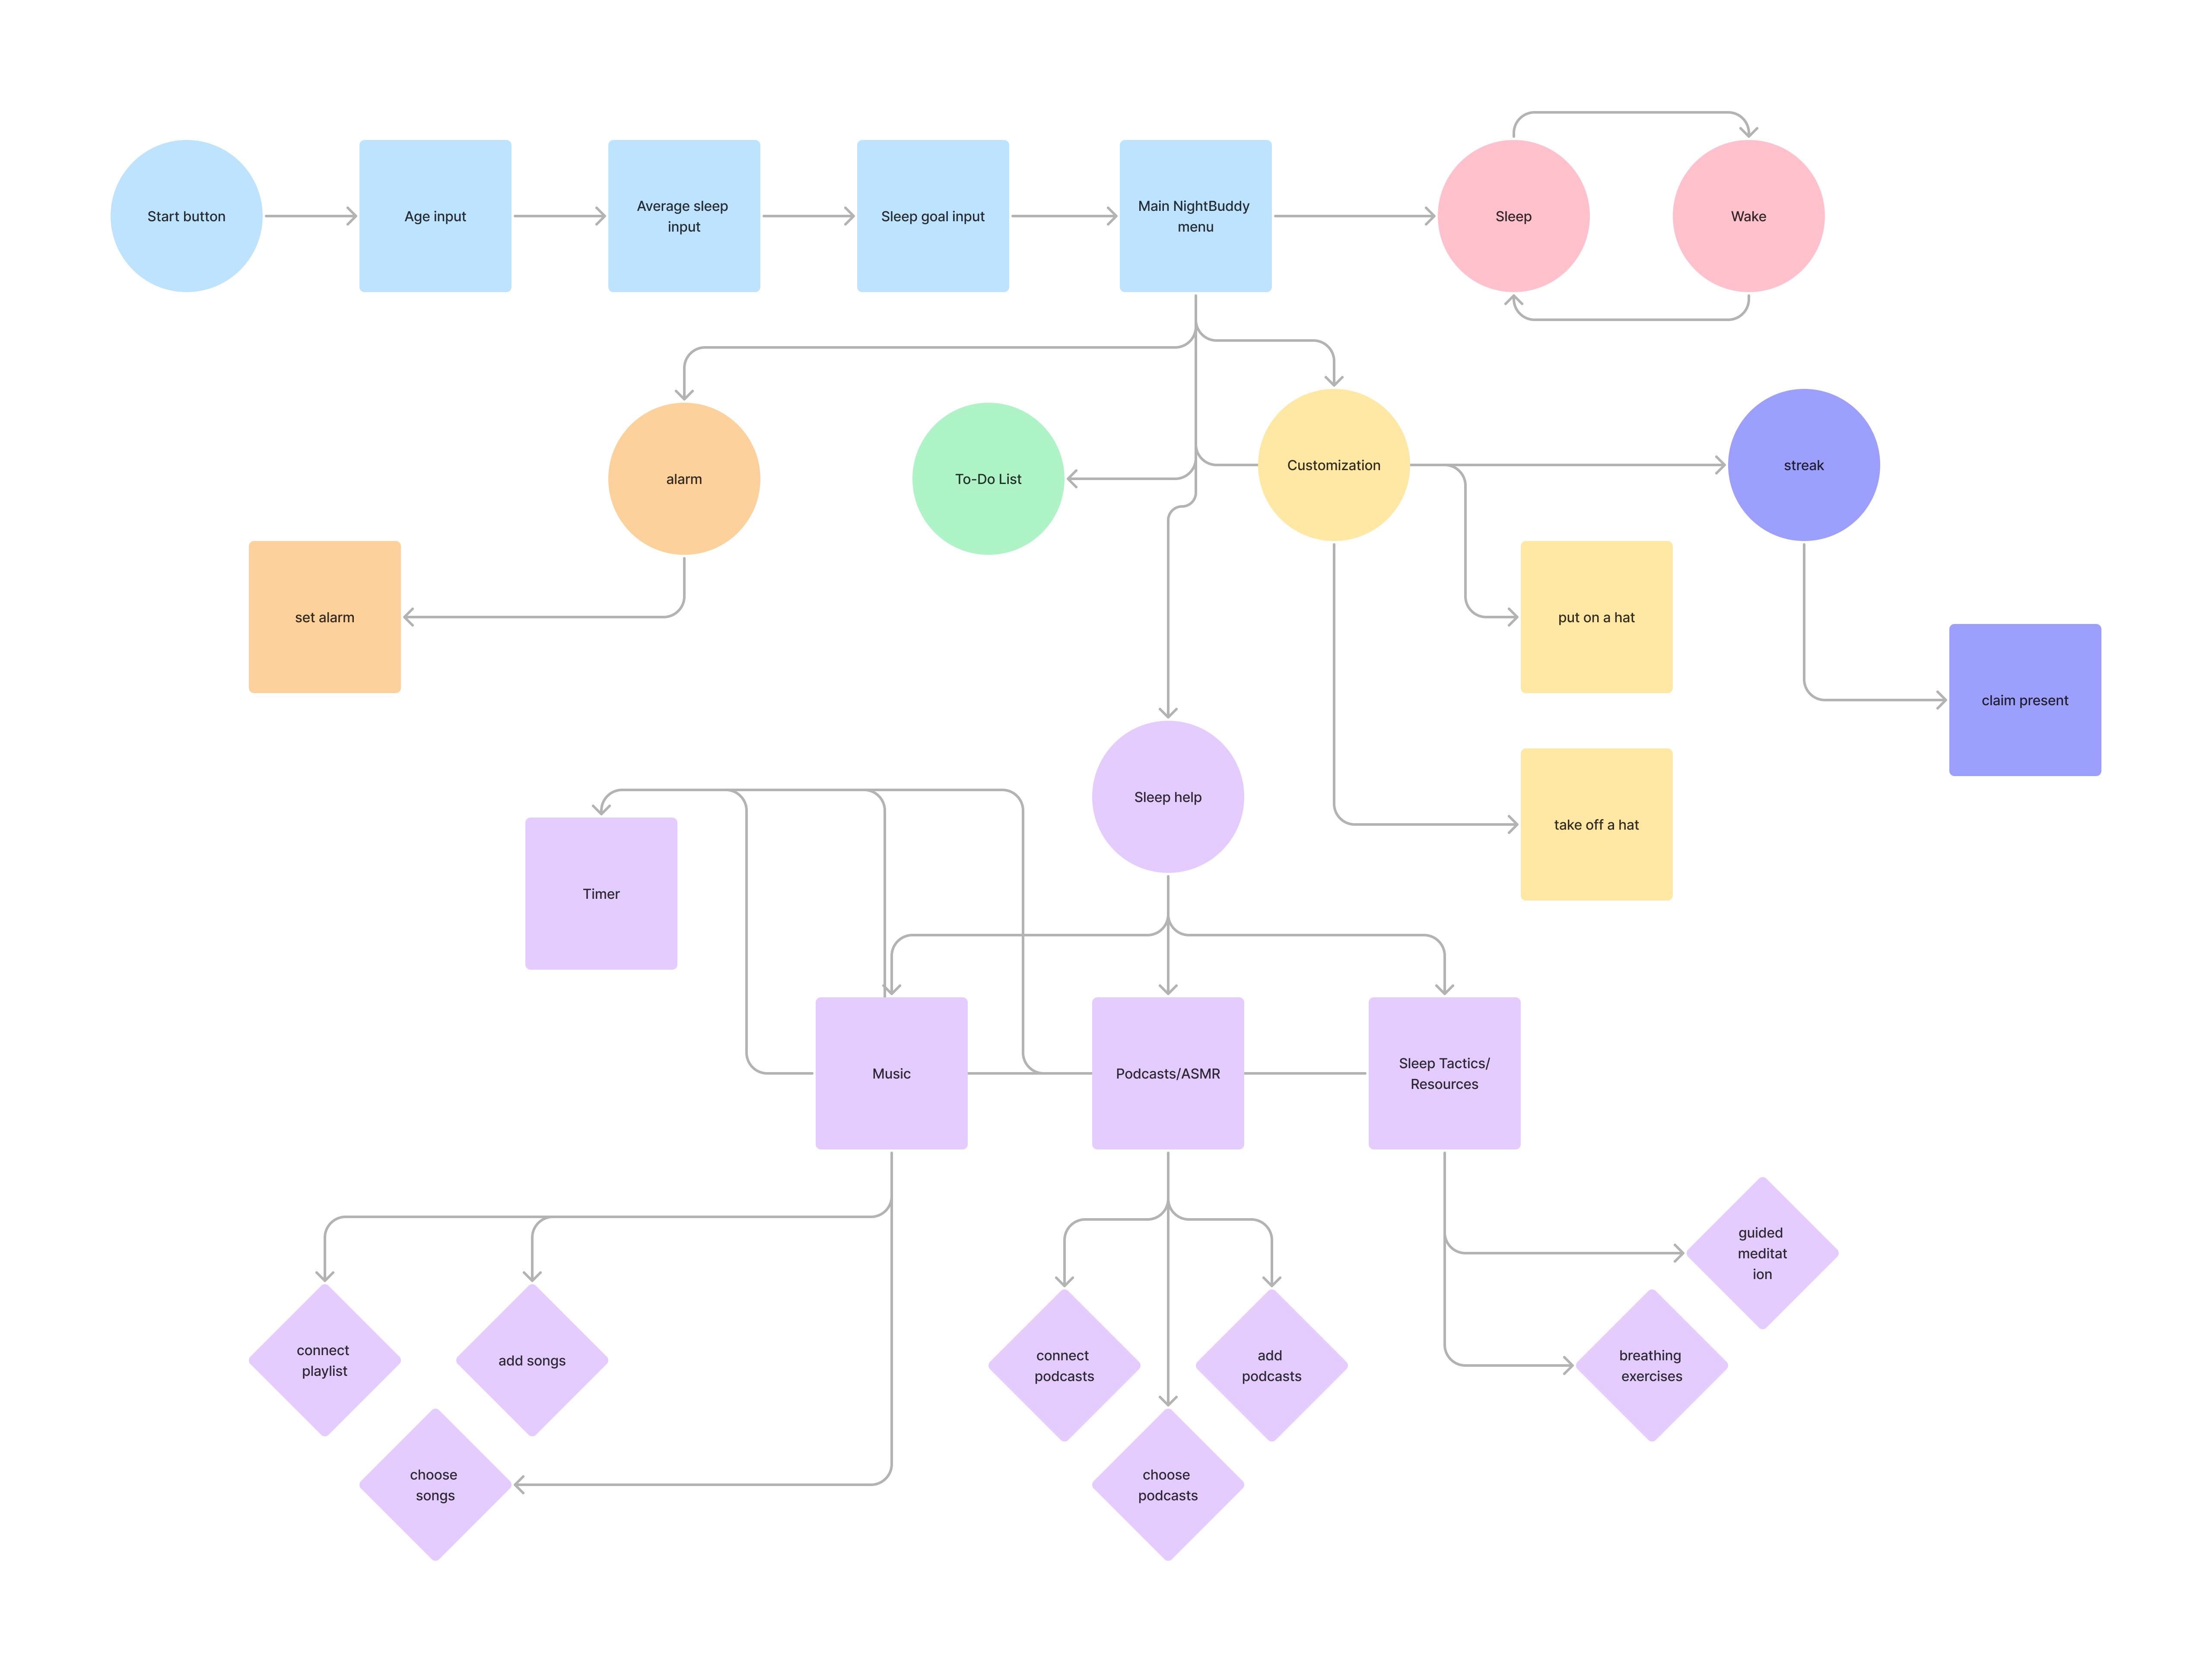 Start button
Age input
Average sleep
input
Sleep goal input
Main NightBuddy
menu
Sleep
Wake
alarm
To-Do List
Customization
streak
set alarm
put on a hat
claim present
Sleep help
take off a hat
Timer
Music
Podcasts/ASMR
Sleep Tactics/
Resources
guided
meditat
ion
connect
playlist
add songs
connect
podcasts
add
podcasts
breathing
exercises
choose
songs
choose
podcasts